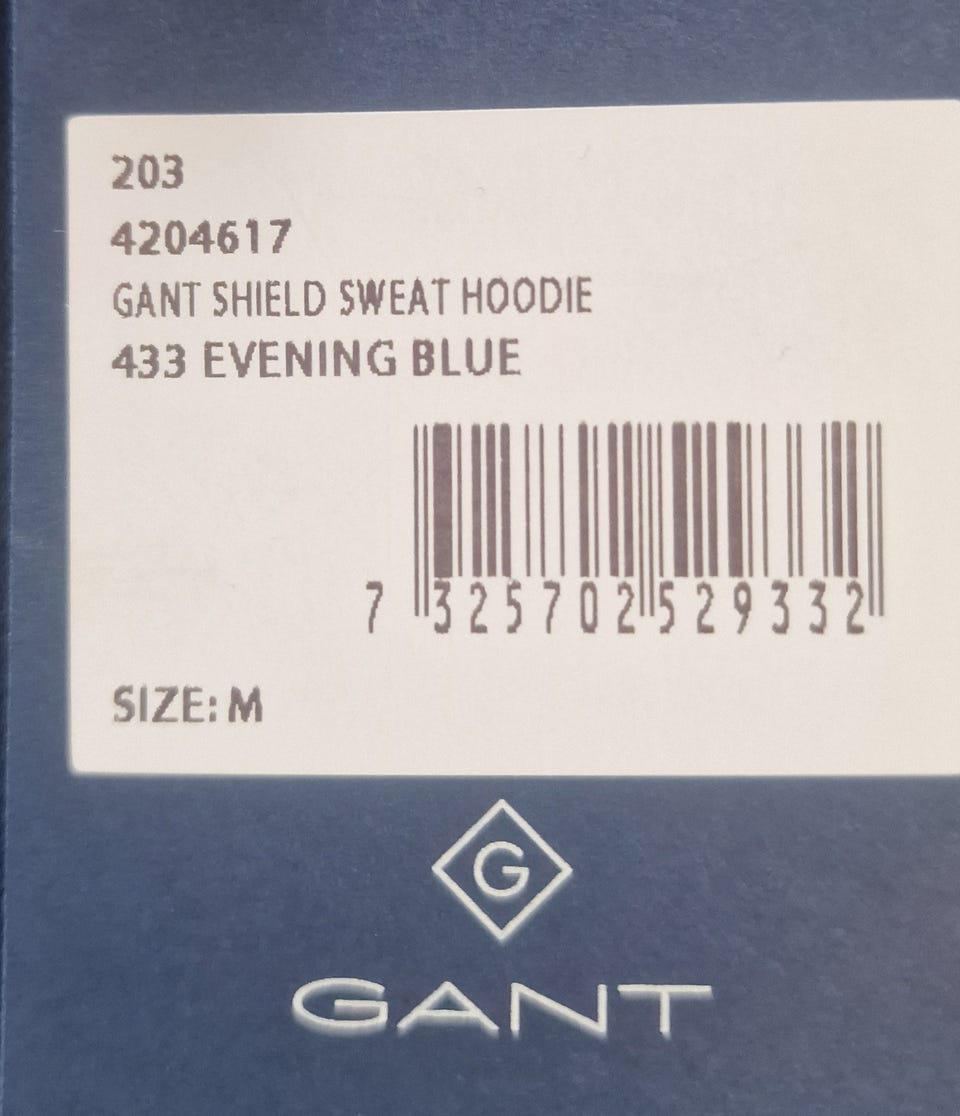 203
4204617
GANT SHIELD SWEAT HOODIE
433 EVENING BLUE
7 325702 529332
SIZE: M
G
GANT